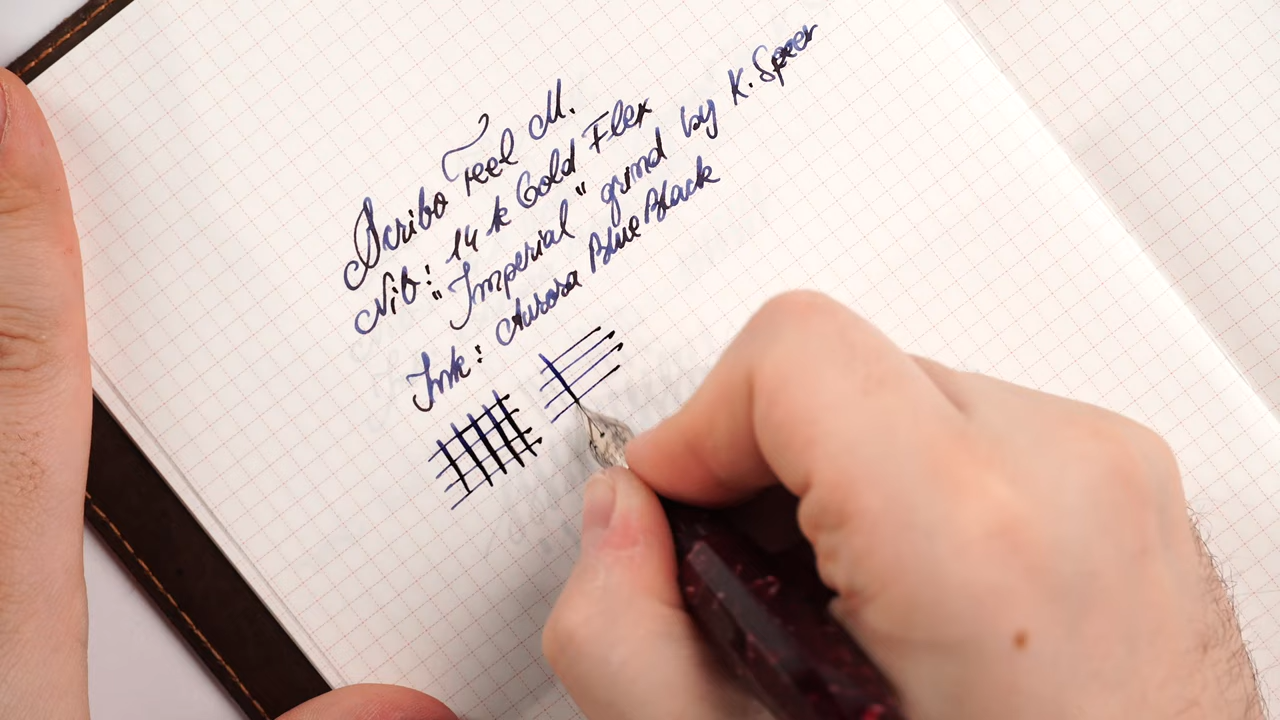 Scribo Feel M.
Nib: 14 k Gold Flex
"Imperial" grind by K. Speer
Ink: Aurora Blue Black